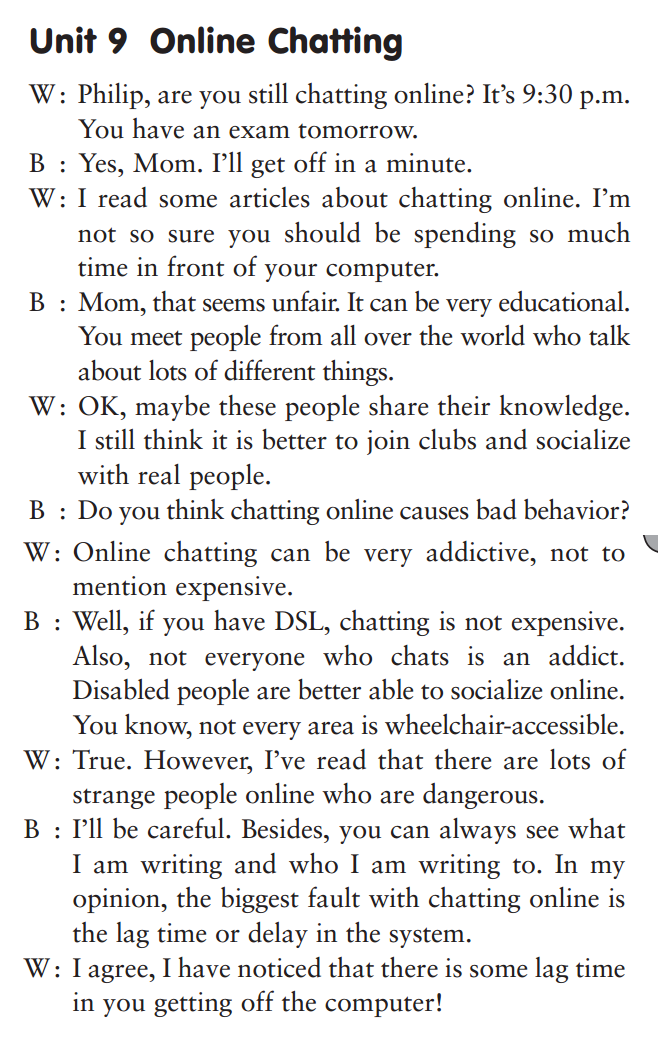 Unit 9 Online Chatting
W: Philip, are you still chatting online? It's 9:30 p.m.
You have an exam tomorrow.
B : Yes, Mom. I'll get off in a minute.
W: I read some articles about chatting online. I'm
not so sure you should be spending so much
time in front of your computer.
B : Mom, that seems unfair. It can be very educational.
You meet people from all over the world who talk
about lots of different things.
W: OK, maybe these people share their knowledge.
I still think it is better to join clubs and socialize
with real people.
B : Do you think chatting online causes bad behavior?
W: Online chatting can be very addictive, not to
mention expensive.
B : Well, if you have DSL, chatting is not expensive.
Also, not everyone who chats is an addict.
Disabled people are better able to socialize online.
You know, not every area is wheelchair-accessible.
W: True. However, I've read that there are lots of
strange people online who are dangerous.
B : I'll be careful. Besides, you can always see what
I am writing and who I am writing to. In my
opinion, the biggest fault with chatting online is
the lag time or delay in the system.
W: I agree, I have noticed that there is some lag time
in you getting off the computer!